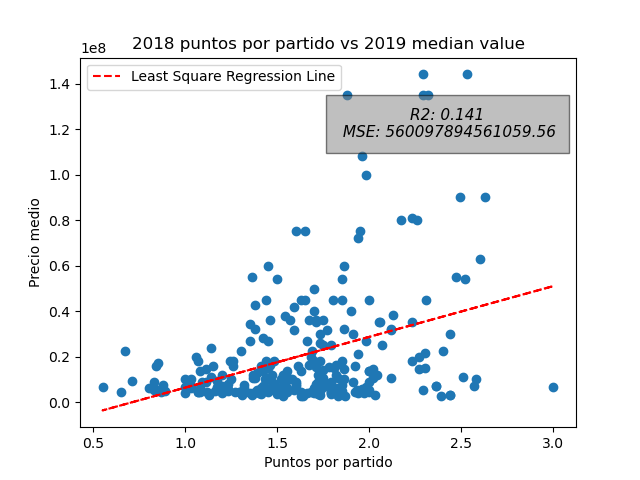 2018 puntos por partido vs 2019 median value
1e8
Least Square Regression Line
R2: 0.141
MSE: 560097894561059.56
1.4
1.2
1.0
0.8
0.6
0.4
0.2
0.0
Precio medio
0.5 1.0 1.5 2.0 2.5 3.0
Puntos por partido